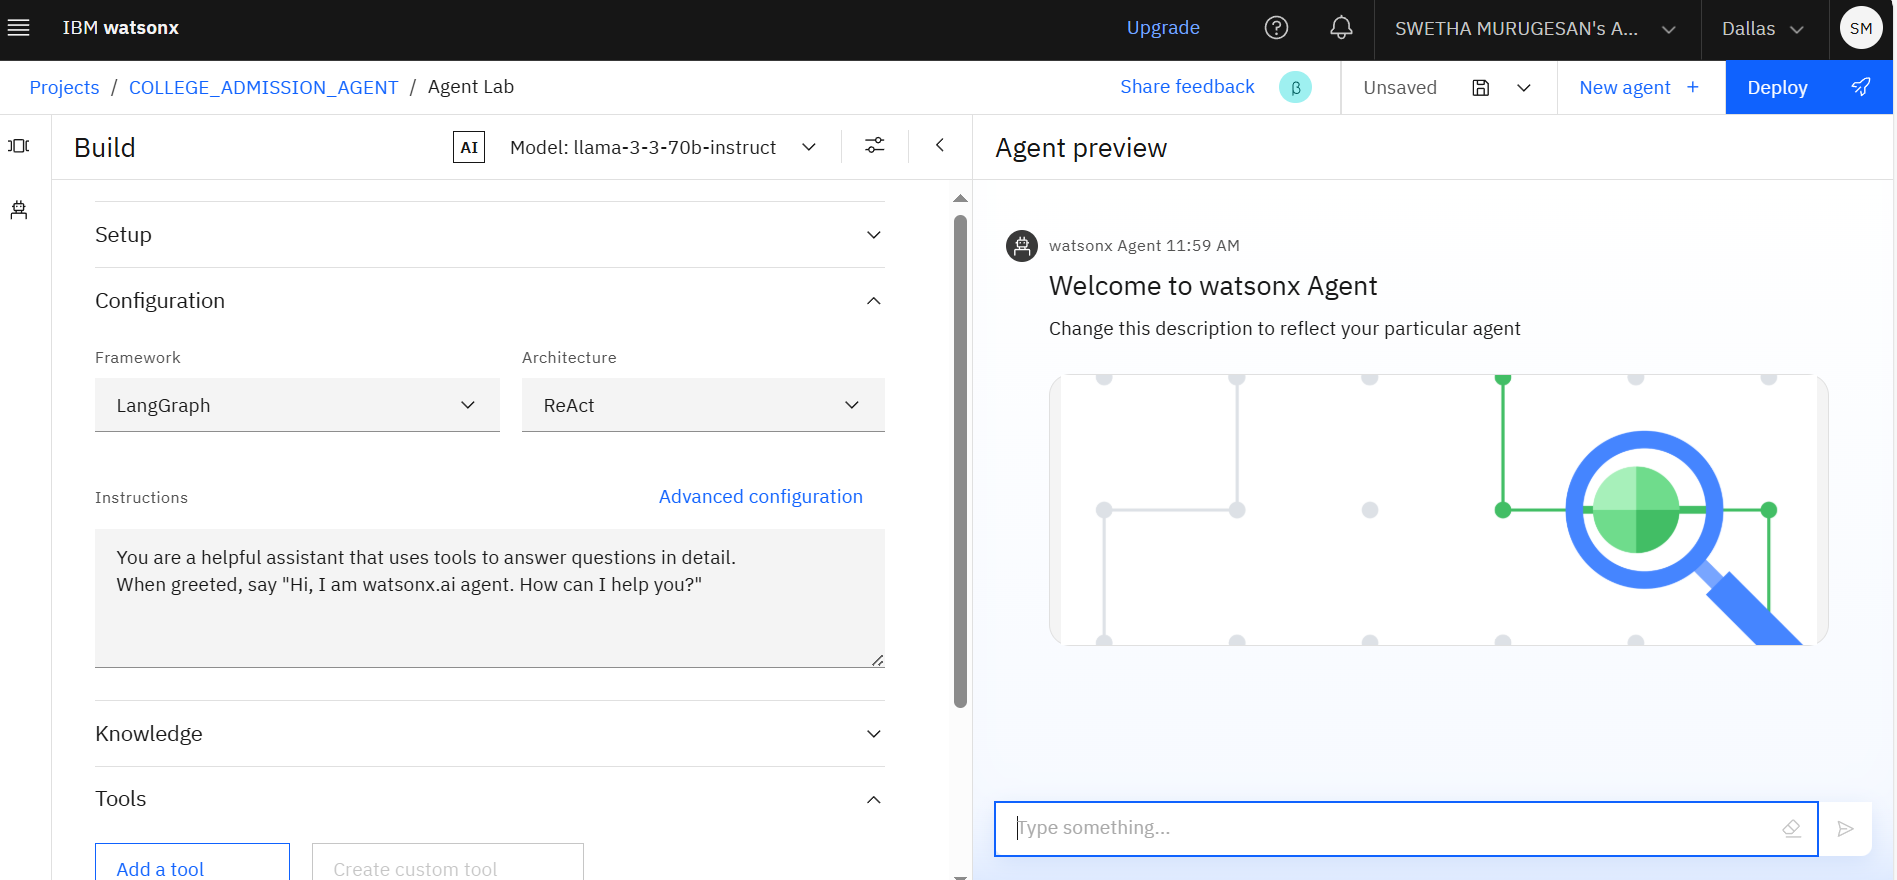 IBM watsonx
Upgrade
SWETHA MURUGESAN's A...
Dallas
SM
Projects / COLLEGE_ADMISSION_AGENT / Agent Lab
Share feedback
β
Unsaved
New agent +
Deploy
Build
AI
Model: llama-3-3-70b-instruct
Agent preview
Setup
Configuration
Framework
Architecture
LangGraph
ReAct
Instructions
Advanced configuration
You are a helpful assistant that uses tools to answer questions in detail.
When greeted, say "Hi, I am watsonx.ai agent. How can I help you?"
Knowledge
Tools
Add a tool
Create custom tool
watsonx Agent 11:59 AM
Welcome to watsonx Agent
Change this description to reflect your particular agent
Type something...